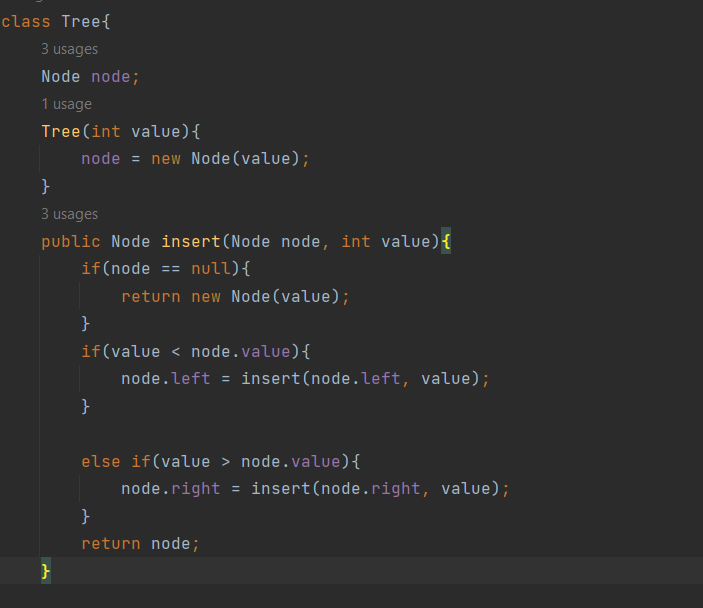 class Tree{
3 usages
Node node;
1 usage
Tree(int value){
node = new Node(value);
}
3 usages
public Node insert(Node node, int value){
if(node == null){
return new Node(value);
}
if(value < node.value){
node.left = insert(node.left, value);
}
else if(value > node.value){
node.right = insert(node.right, value);
}
return node;
}